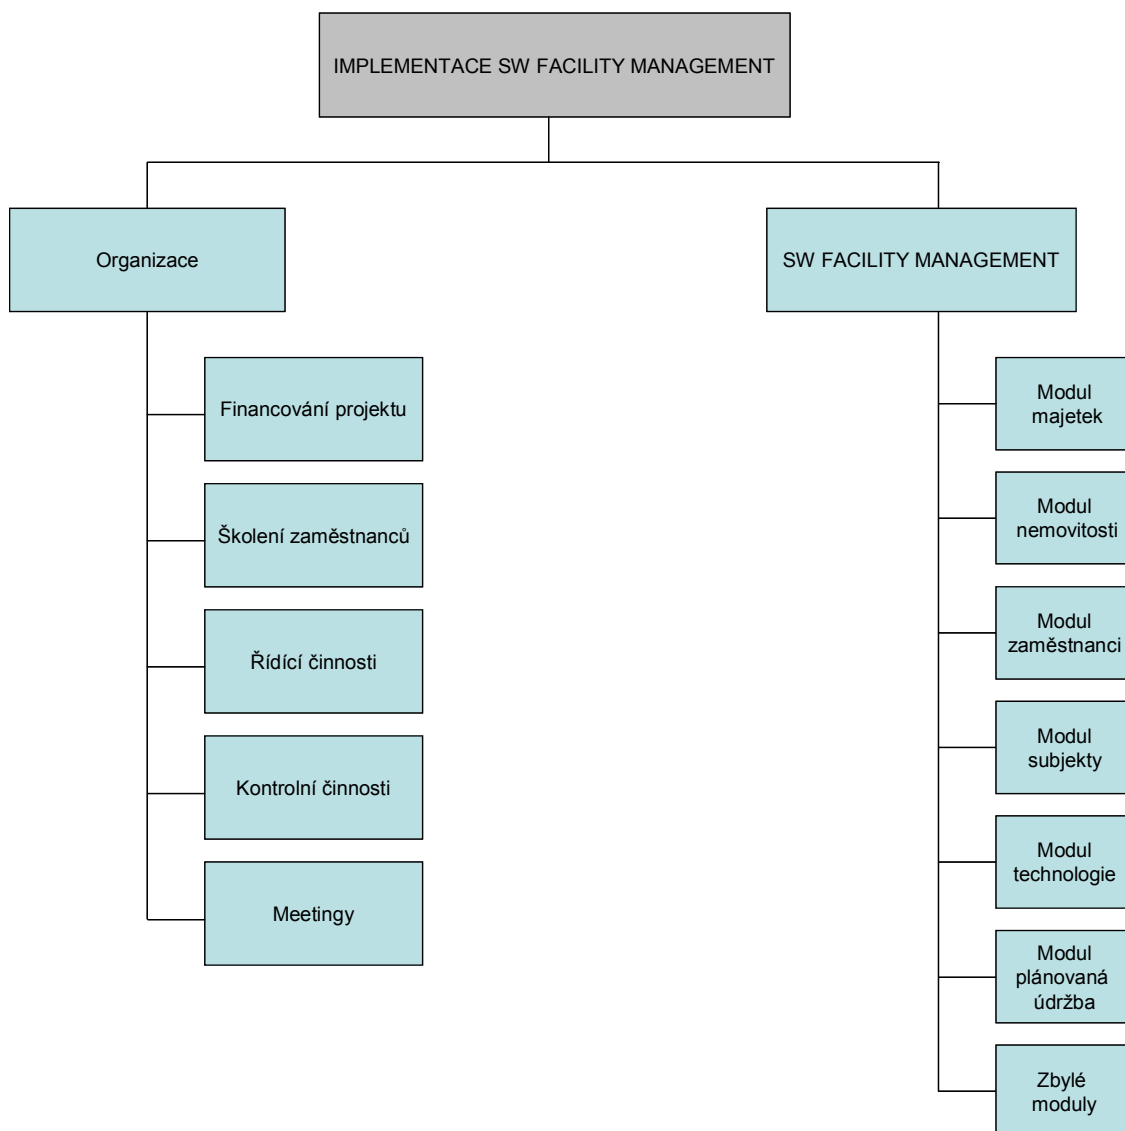 IMPLEMENTACE SW FACILITY MANAGEMENT
Organizace
SW FACILITY MANAGEMENT
Financování projektu
Školení zaměstnanců
Řídící činnosti
Kontrolní činnosti
Meetingy
Modul
majetek
Modul
nemovitosti
Modul
zaměstnanci
Modul
subjekty
Modul
technologie
Modul
plánovaná
údržba
Zbylé
moduly